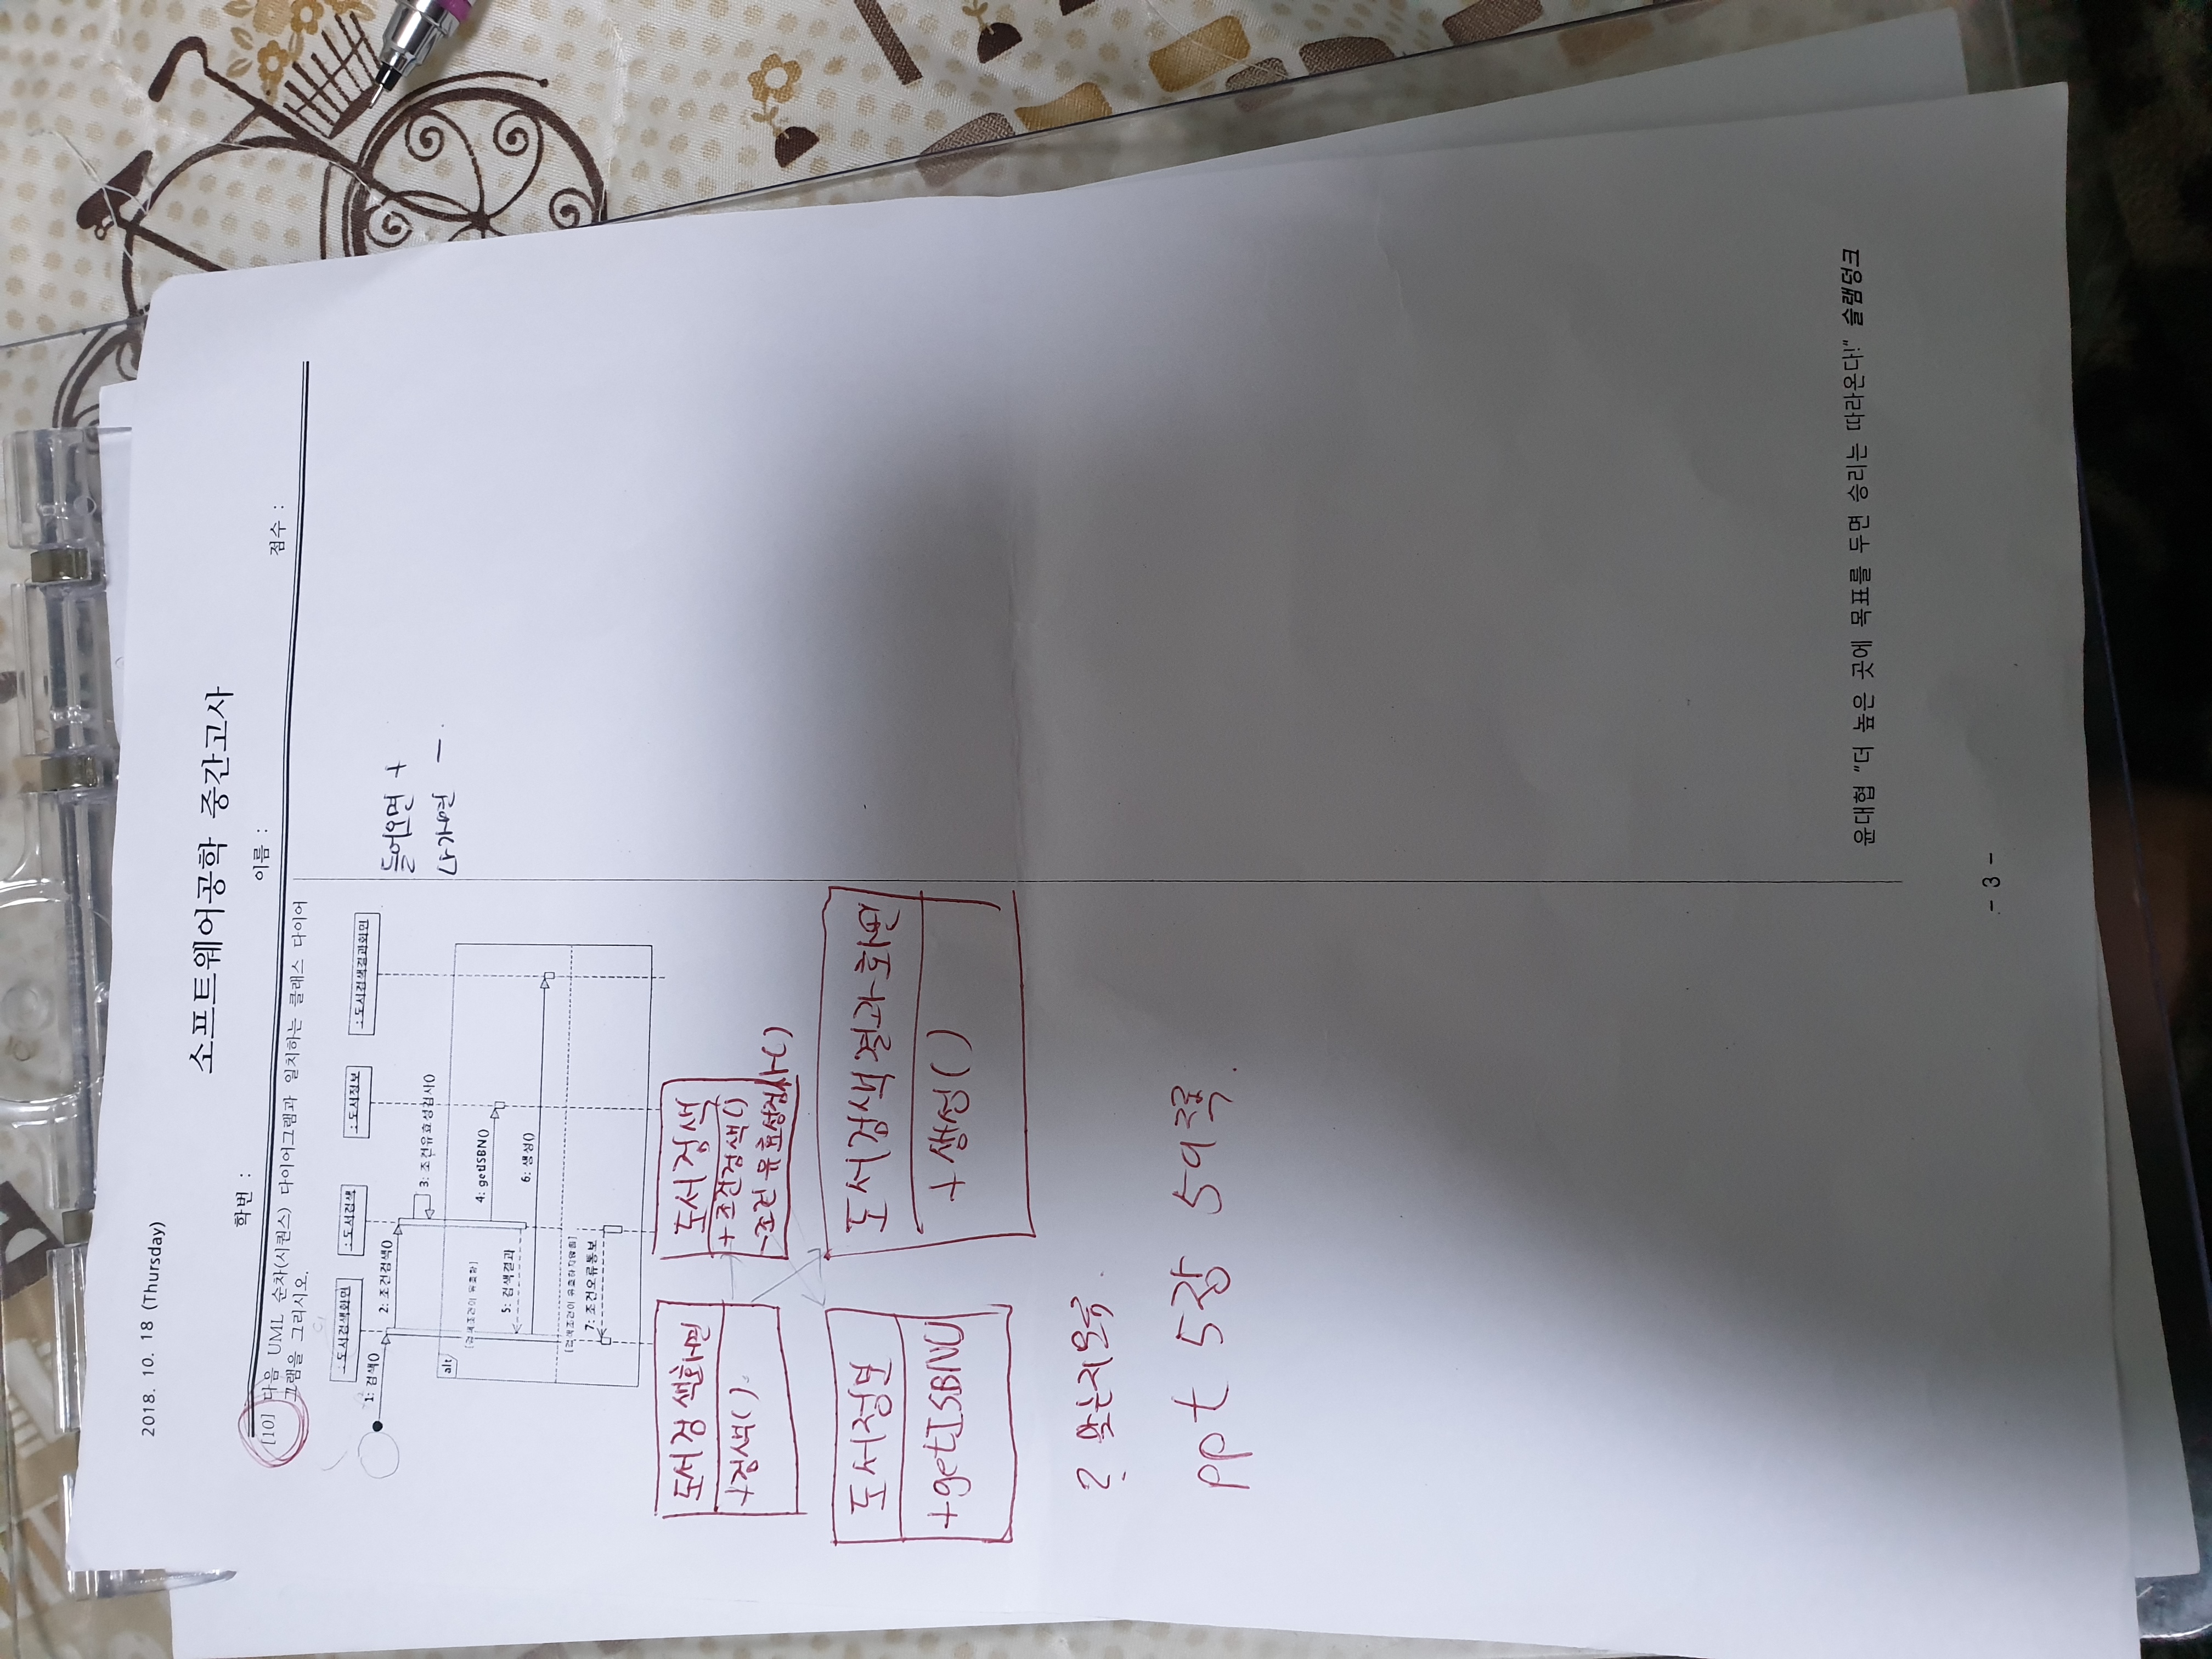 2018. 10. 18 (Thursday)
소프트웨어공학 중간고사
학번 :
이름 :
점수 :
[10] 다음 UML 순차(시퀀스) 다이어그램과 일치하는 클래스 다이어
그램을 그리시오.
: 도서검색화면
: 도서검색
: 도서정보
: 도서검색결과화면
1: 검색()
2: 조건검색()
3: 조건유효성검사()
alt
[검색조건이 유효함]
4: getISBN()
5: 검색결과
6: 생성()
[검색조건이 유효하지않음]
7: 조건오류통보
들어오면 +
나가면 -
도서검색화면
+검색()
도서검색
+조건검색()
-조건유효성검사()
도서정보
+getISBN()
도서검색결과화면
+생성()
? 맞는지모름.
ppt 5장 59쪽.
윤대협 "더 높은 곳에 목표를 두면 승리는 따라온다!" 슬램덩크
- 3 -